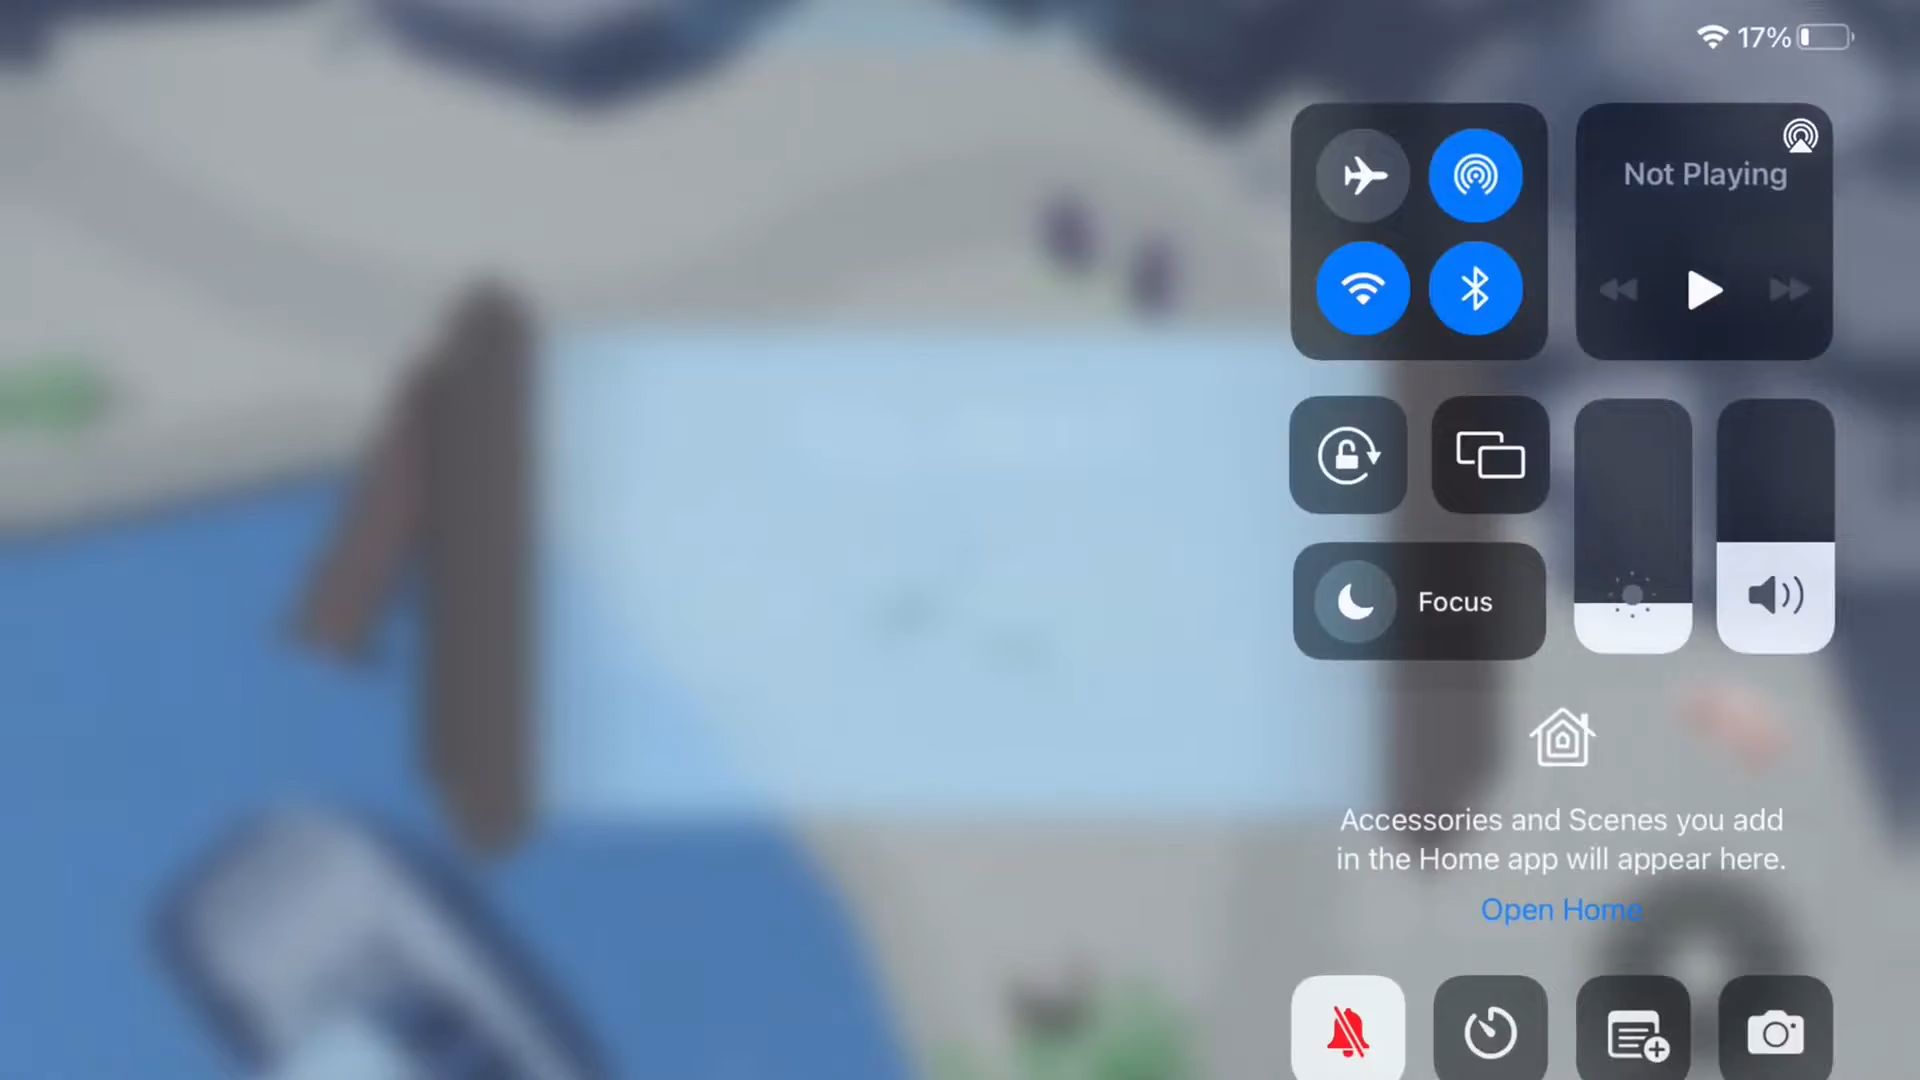 17%
Not Playing
Focus
Accessories and Scenes you add
in the Home app will appear here.
Open Home